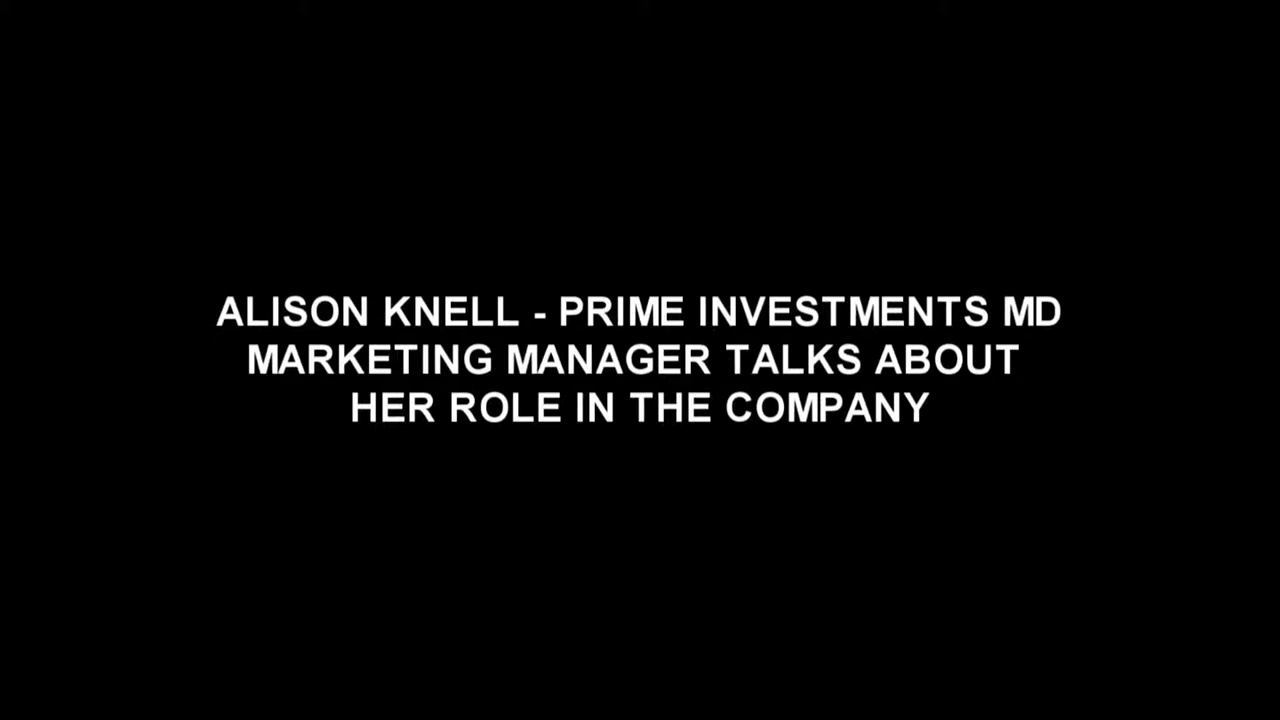 ALISON KNELL - PRIME INVESTMENTS MD
MARKETING MANAGER TALKS ABOUT
HER ROLE IN THE COMPANY